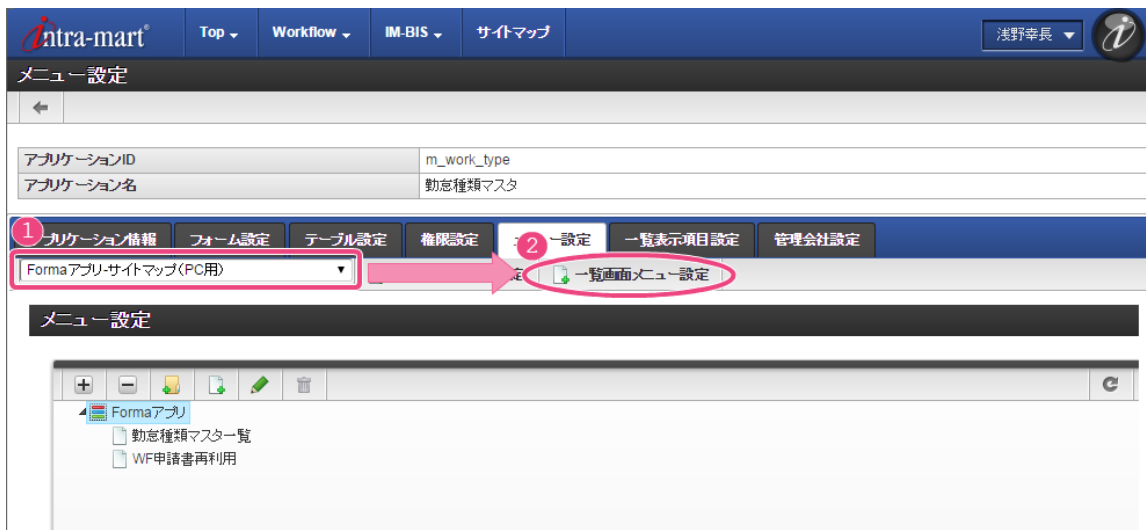 intra-mart®
Top
Workflow
IM-BIS
サイトマップ
浅野幸長
メニュー設定
アプリケーションID
m_work_type
アプリケーション名
勤怠種類マスタ
1
プリケーション情報
フォーム設定
テーブル設定
権限設定
2
ー設定
一覧表示項目設定
管理会社設定
Formaアプリ-サイトマップ(PC用)
定
一覧画面メニュー設定
メニュー設定
Formaアプリ
勤怠種類マスター覧
WF申請書再利用